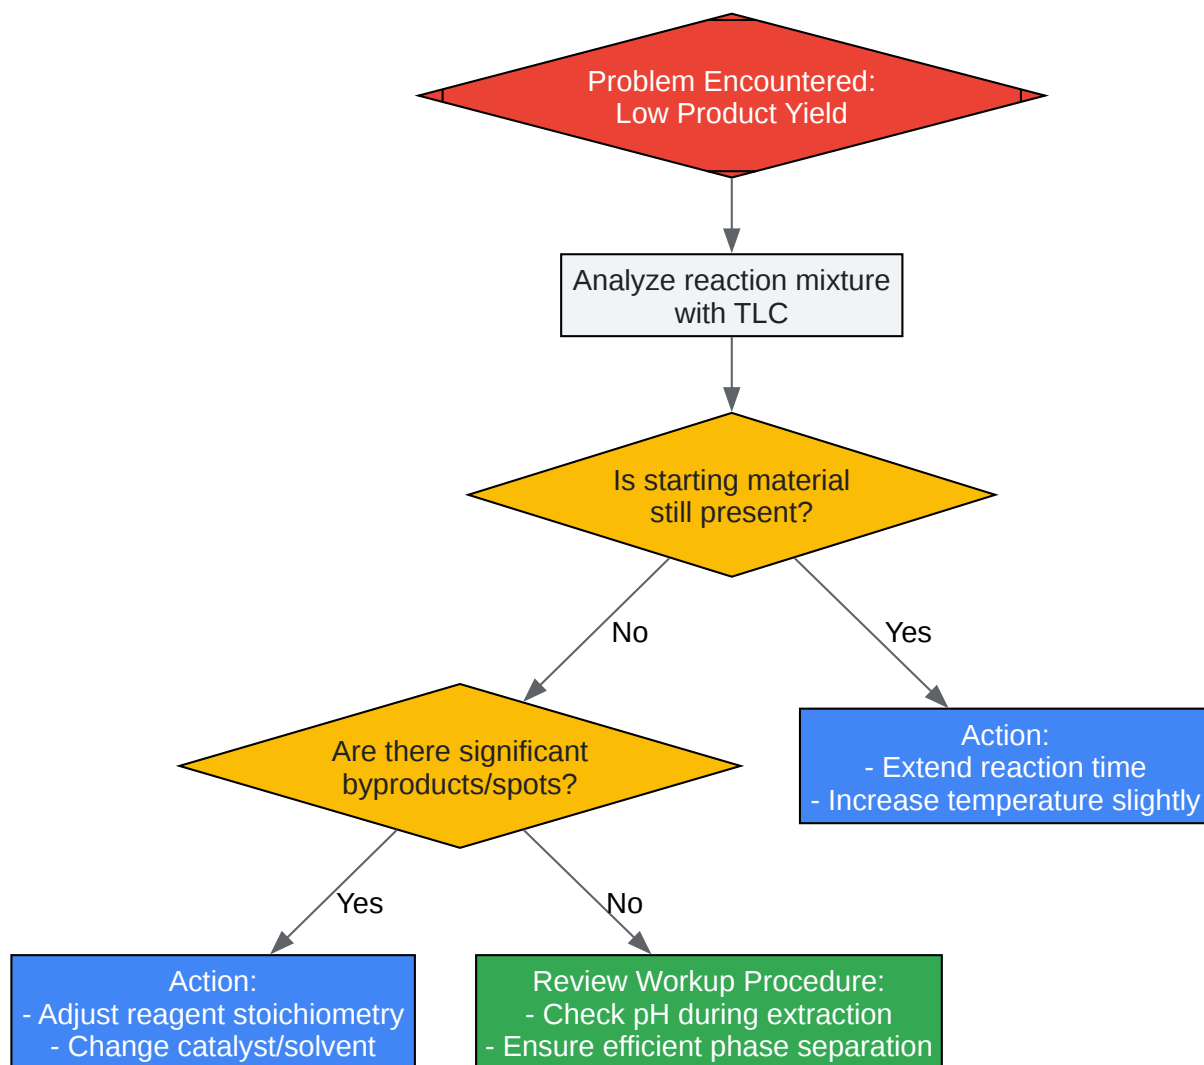 Problem Encountered:
Low Product Yield
Analyze reaction mixture
with TLC
Is starting material
still present?
No
Yes
Are there significant
byproducts/spots?
Action:
- Extend reaction time
- Increase temperature slightly
Yes
No
Action:
- Adjust reagent stoichiometry
- Change catalyst/solvent
Review Workup Procedure:
- Check pH during extraction
- Ensure efficient phase separation